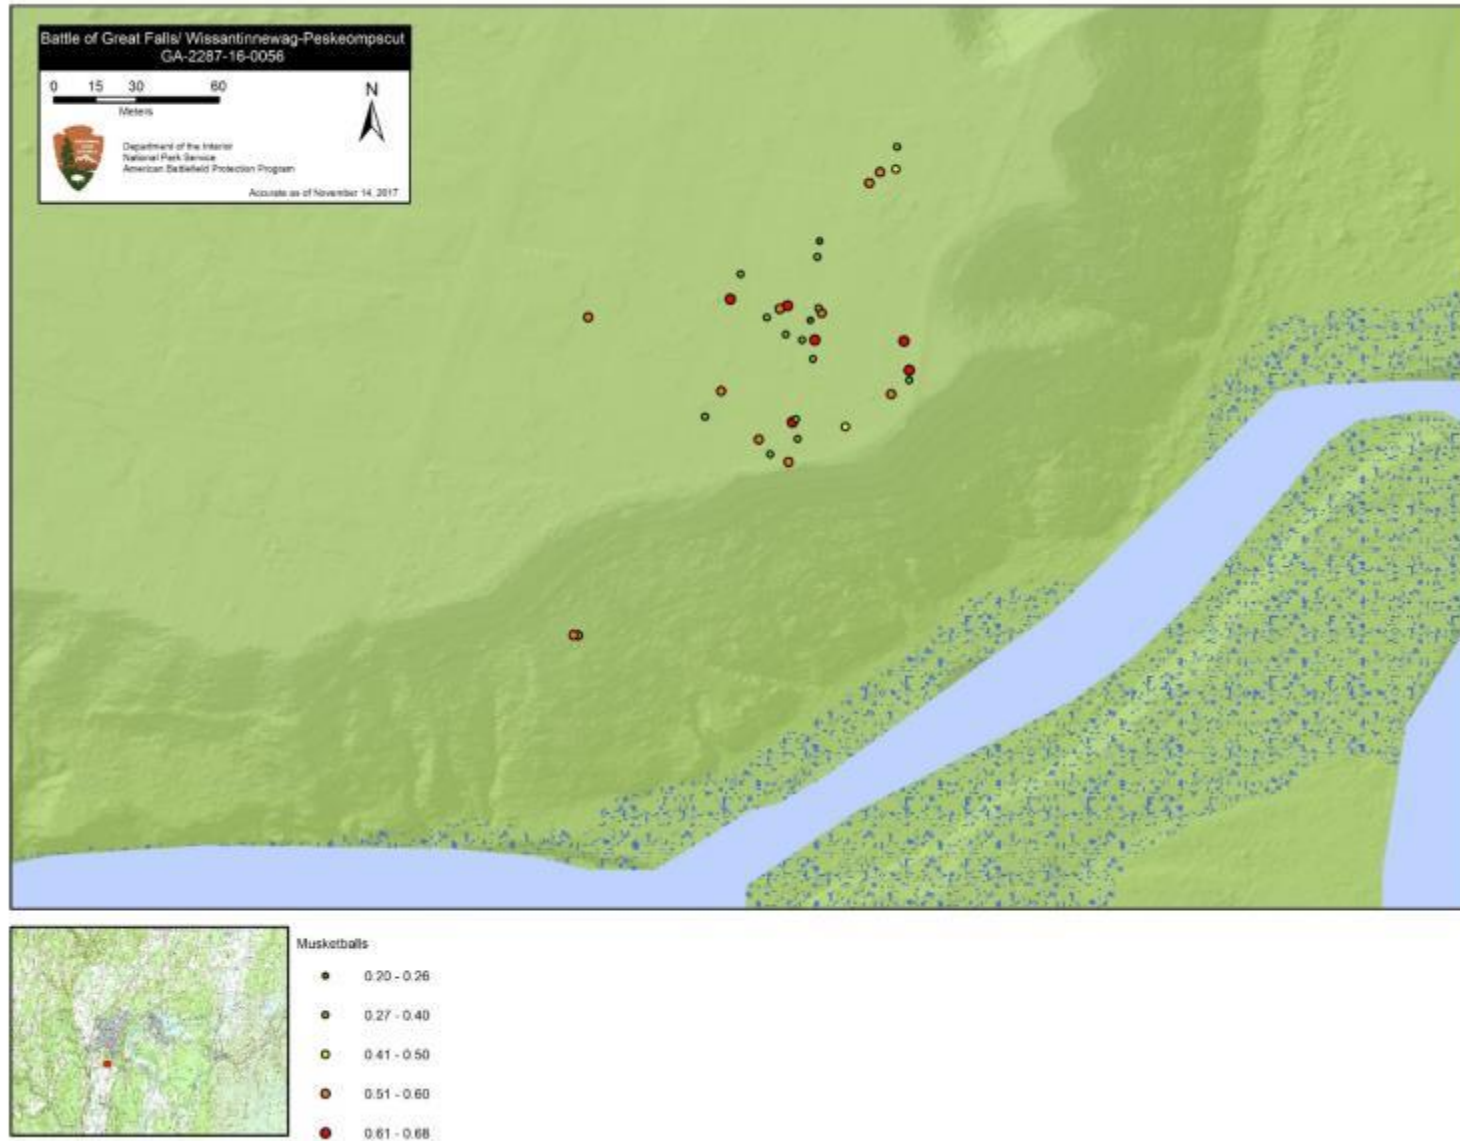 Battle of Great Falls/ Wissantinnewag-Peskeompscut
GA-2287-16-0056
0 15 30 60
Meters
N
Department of the Interior
National Park Service
American Battlefield Protection Program
Accurate as of November 14, 2017
Musketballs
0.20 - 0.26
0.27 - 0.40
0.41 - 0.50
0.51 - 0.60
0.61 - 0.68